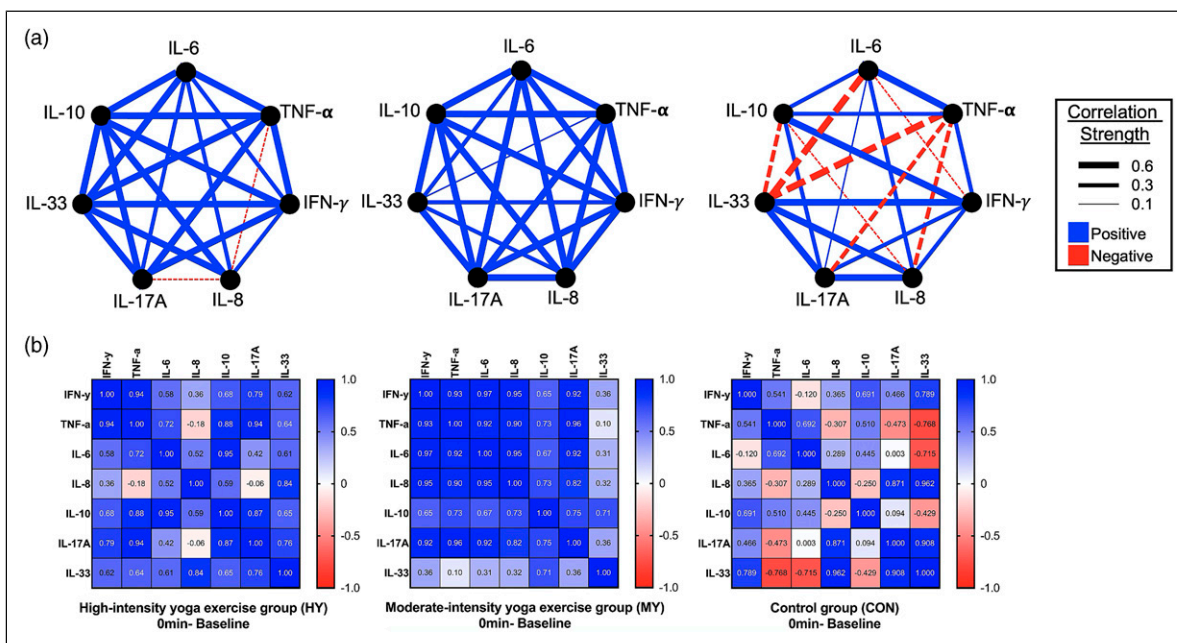 (a)
IL-6
TNF-α
IFN-γ
IL-8
IL-17A
IL-33
IL-10
IL-6
TNF-α
IFN-γ
IL-8
IL-17A
IL-33
IL-10
IL-6
TNF-α
IFN-γ
IL-8
IL-17A
IL-33
IL-10
Correlation
Strength
0.6
0.3
0.1
Positive
Negative
(b)
IFN-y TNF-a IL-6 IL-8 IL-10 IL-17A IL-33
IFN-y 1.00 0.94 0.58 0.36 0.68 0.79 0.62
TNF-a 0.94 1.00 0.72 -0.18 0.88 0.94 0.64
IL-6 0.58 0.72 1.00 0.52 0.95 0.42 0.61
IL-8 0.36 -0.18 0.52 1.00 0.59 -0.06 0.84
IL-10 0.68 0.88 0.95 0.59 1.00 0.87 0.65
IL-17A 0.79 0.94 0.42 -0.06 0.87 1.00 0.76
IL-33 0.62 0.64 0.61 0.84 0.65 0.76 1.00
1.0
0.5
0
-0.5
-1.0
High-intensity yoga exercise group (HY)
0min- Baseline
IFN-y TNF-a IL-6 IL-8 IL-10 IL-17A IL-33
IFN-y 1.00 0.93 0.97 0.95 0.65 0.92 0.36
TNF-a 0.93 1.00 0.92 0.90 0.73 0.96 0.10
IL-6 0.97 0.92 1.00 0.95 0.67 0.92 0.31
IL-8 0.95 0.90 0.95 1.00 0.73 0.82 0.32
IL-10 0.65 0.73 0.67 0.73 1.00 0.75 0.71
IL-17A 0.92 0.96 0.92 0.82 0.75 1.00 0.36
IL-33 0.36 0.10 0.31 0.32 0.71 0.36 1.00
1.0
0.5
0
-0.5
-1.0
Moderate-intensity yoga exercise group (MY)
0min- Baseline
IFN-y TNF-a IL-6 IL-8 IL-10 IL-17A IL-33
IFN-y 1.000 0.541 -0.120 0.365 0.691 0.466 0.789
TNF-a 0.541 1.000 0.692 -0.307 0.510 -0.473 -0.768
IL-6 -0.120 0.692 1.000 0.289 0.445 0.003 -0.715
IL-8 0.365 -0.307 0.289 1.000 -0.250 0.871 0.962
IL-10 0.691 0.510 0.445 -0.250 1.000 0.094 -0.429
IL-17A 0.466 -0.473 0.003 0.871 0.094 1.000 0.908
IL-33 0.789 -0.768 -0.715 0.962 -0.429 0.908 1.000
1.0
0.5
0
-0.5
-1.0
Control group (CON)
0min- Baseline